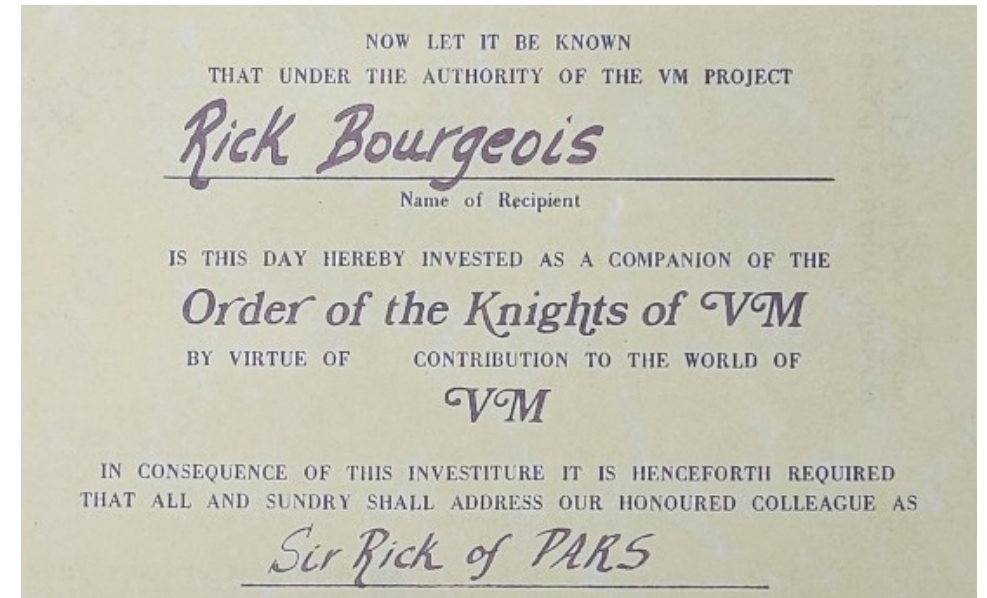 NOW LET IT BE KNOWN
THAT UNDER THE AUTHORITY OF THE VM PROJECT
Rick Bourgeois
Name of Recipient
IS THIS DAY HEREBY INVESTED AS A COMPANION OF THE
Order of the Knights of VM
BY VIRTUE OF CONTRIBUTION TO THE WORLD OF
VM
IN CONSEQUENCE OF THIS INVESTITURE IT IS HENCEFORTH REQUIRED
THAT ALL AND SUNDRY SHALL ADDRESS OUR HONOURED COLLEAGUE AS
Sir Rick of PARS